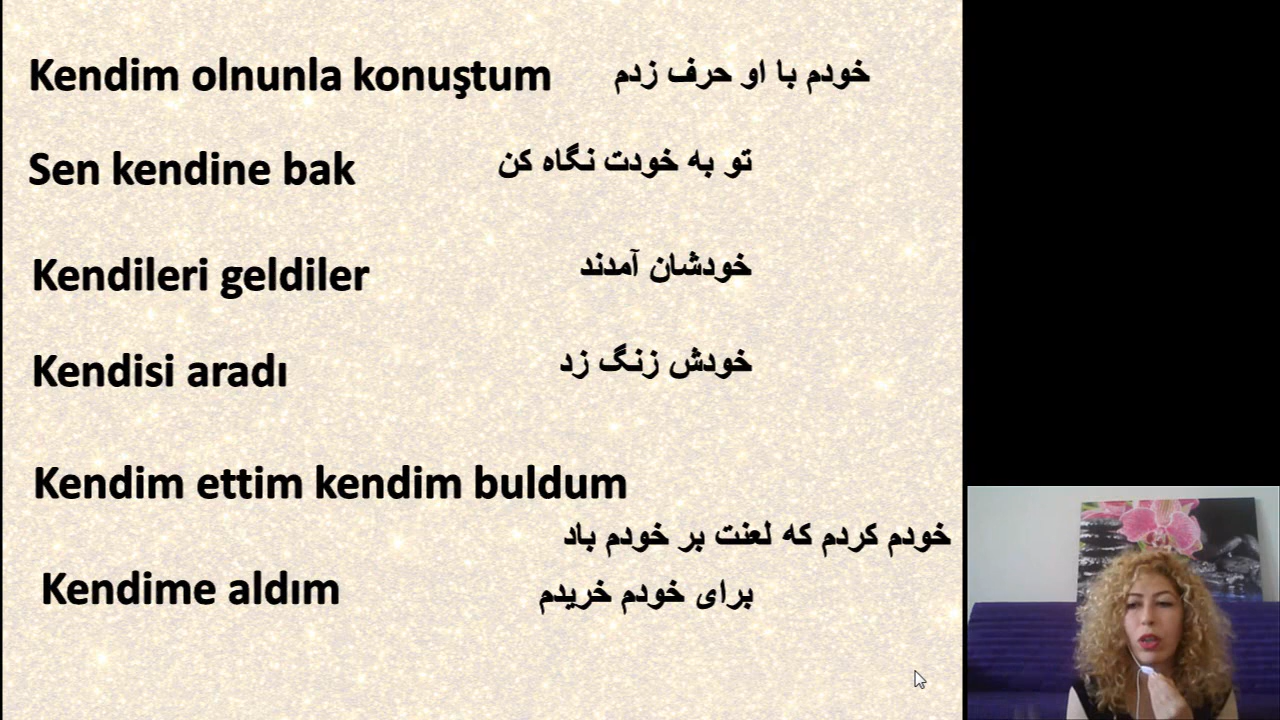 Kendim olnunla konuştum خودم با او حرف زدم
Sen kendine bak تو به خودت نگاه کن
Kendileri geldiler خودشان آمدند
Kendisi aradı خودش زنگ زد
Kendim ettim kendim buldum
خودم کردم که لعنت بر خودم باد
Kendime aldım برای خودم خریدم